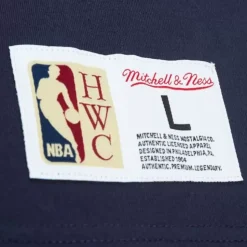 HWC
NBA
Mitchell & Ness
L
MITCHELL & NESS NOSTALGIA CO.
AUTHENTIC LICENSED APPAREL
DESIGNED IN PHILADELPHIA, PA
ESTABLISHED 1904
AUTHENTIC. PREMIUM. LEGENDARY.